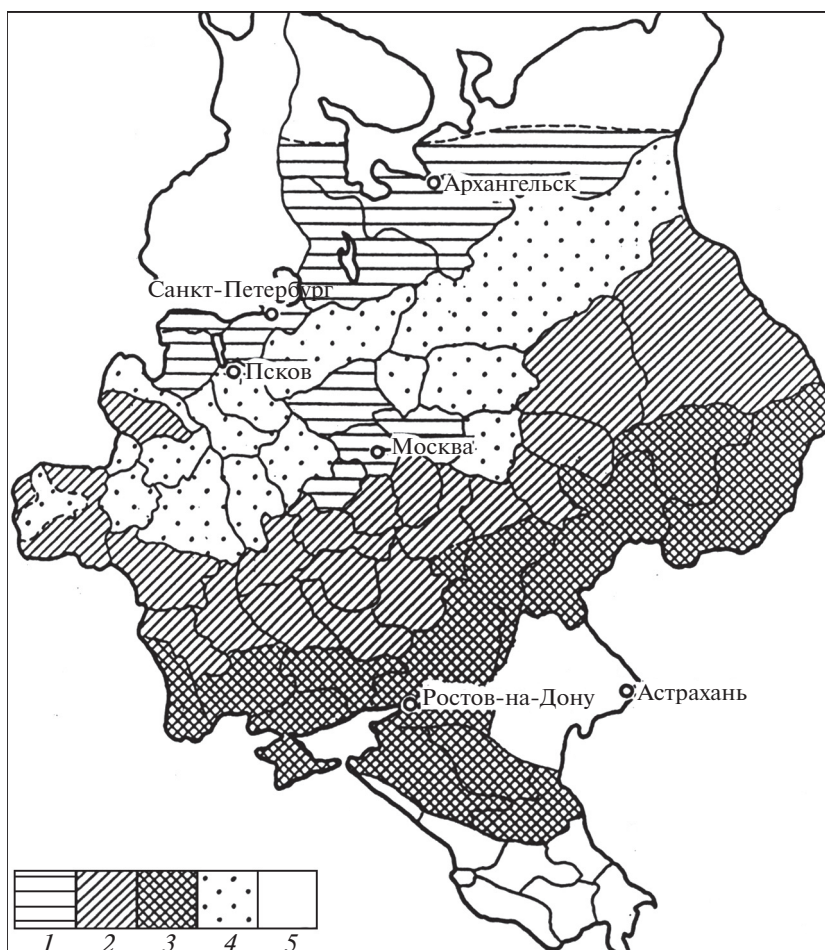 Архангельск
Санкт-Петербург
Псков
Москва
Ростов-на-Дону
Астрахань
1 2 3 4 5